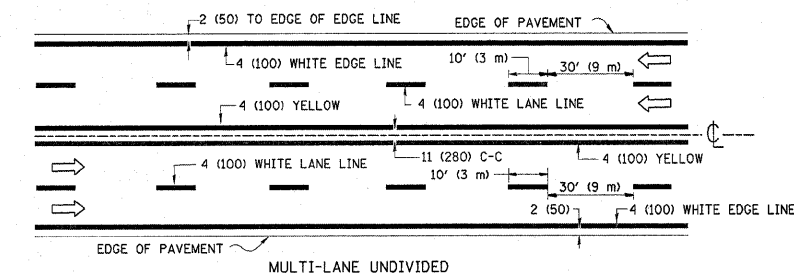 2 (50) TO EDGE OF EDGE LINE
EDGE OF PAVEMENT
4 (100) WHITE EDGE LINE
10' (3 m)
30' (9 m)
4 (100) YELLOW
4 (100) WHITE LANE LINE
℄
4 (100) WHITE LANE LINE
11 (280) C-C
4 (100) YELLOW
10' (3 m)
30' (9 m)
2 (50)
4 (100) WHITE EDGE LINE
EDGE OF PAVEMENT
MULTI-LANE UNDIVIDED